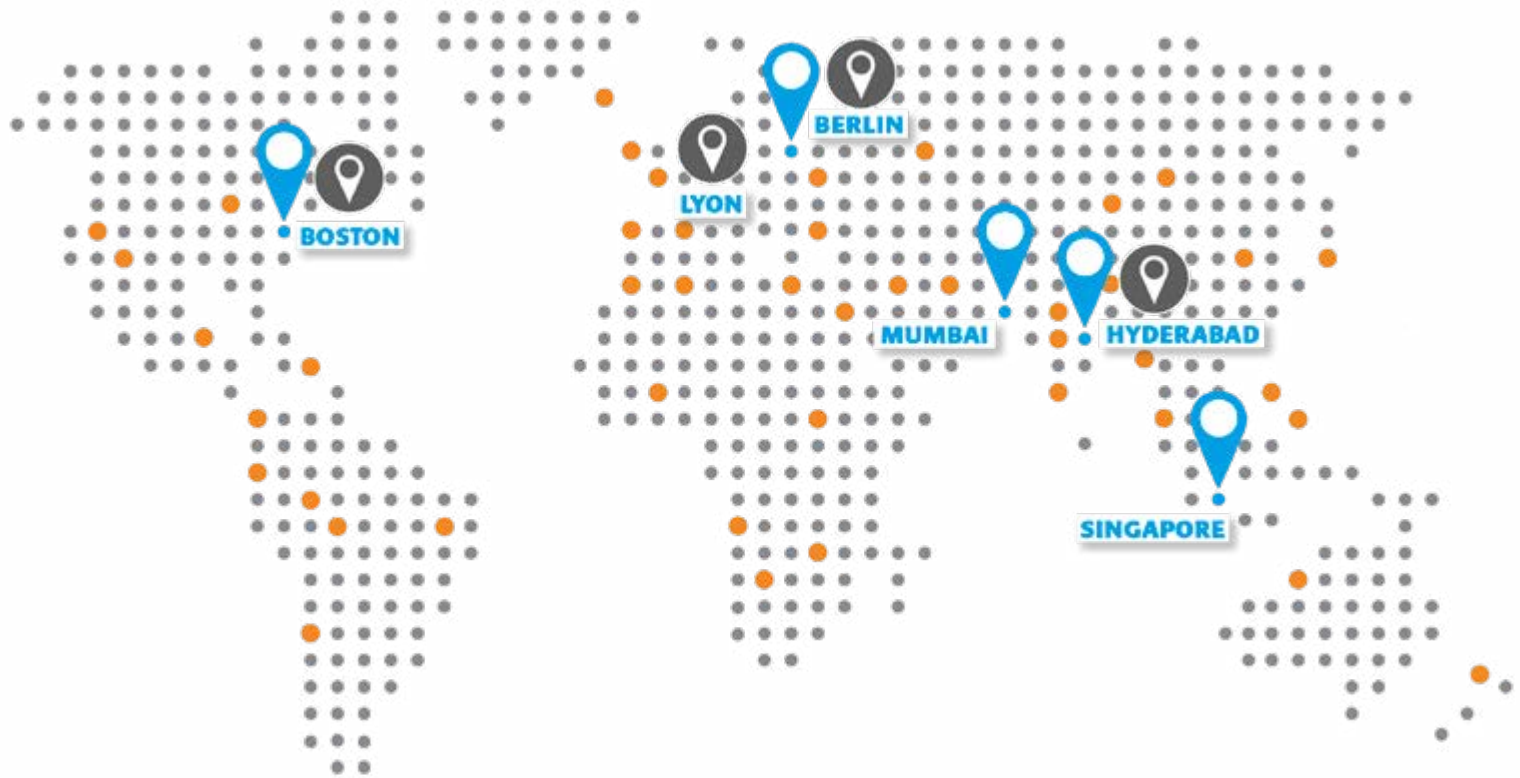 BERLIN
LYON
BOSTON
MUMBAI
HYDERABAD
SINGAPORE